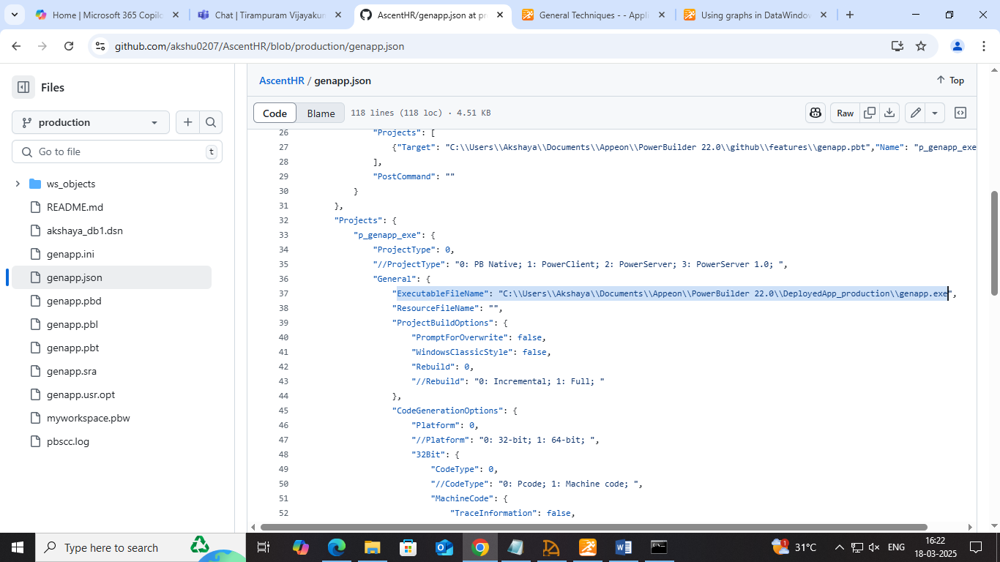 Home | Microsoft 365 Copilo
Chat | Tirampuram Vijayakun
AscentHR/genapp.json at pr
General Techniques - - Appli
Using graphs in DataWindow
github.com/akshu0207/AscentHR/blob/production/genapp.json
Files
production
Go to file
t
ws_objects
README.md
akshaya_db1.dsn
genapp.ini
genapp.json
genapp.pbd
genapp.pbl
genapp.pbt
genapp.sra
genapp.usr.opt
myworkspace.pbw
pbscc.log
AscentHR / genapp.json
Top
Code
Blame
118 lines (118 loc) · 4.51 KB
Raw
26 "Projects": [
27 {"Target": "C:\\Users\\Akshaya\\Documents\\Appeon\\PowerBuilder 22.0\\github\\features\\genapp.pbt","Name": "p_genapp_exe
28 ],
29 "PostCommand": ""
30 }
31 },
32 "Projects": {
33 "p_genapp_exe": {
34 "ProjectType": 0,
35 "//ProjectType": "0: PB Native; 1: PowerClient; 2: PowerServer; 3: PowerServer 1.0; ",
36 "General": {
37 "ExecutableFileName": "C:\\Users\\Akshaya\\Documents\\Appeon\\PowerBuilder 22.0\\DeployedApp_production\\genapp.exe",
38 "ResourceFileName": "",
39 "ProjectBuildOptions": {
40 "PromptForOverwrite": false,
41 "WindowsClassicStyle": false,
42 "Rebuild": 0,
43 "//Rebuild": "0: Incremental; 1: Full; "
44 },
45 "CodeGenerationOptions": {
46 "Platform": 0,
47 "//Platform": "0: 32-bit; 1: 64-bit; ",
48 "32Bit": {
49 "CodeType": 0,
50 "//CodeType": "0: Pcode; 1: Machine code; ",
51 "MachineCode": {
52 "TraceInformation": false,
Type here to search
31°C
ENG
16:22
18-03-2025